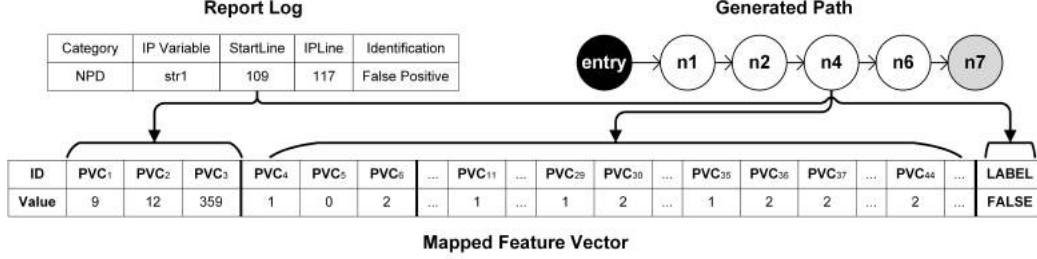 Report Log
Generated Path
Category IP Variable StartLine IPLine Identification
NPD str1 109 117 False Positive
entry n1 n2 n4 n6 n7
ID PVC₁ PVC₂ PVC₃ PVC₄ PVC₅ PVC₆ ... PVC₁₁ ... PVC₂₉ PVC₃₀ ... PVC₃₅ PVC₃₆ PVC₃₇ ... PVC₄₄ ... LABEL
Value 9 12 359 1 0 2 ... 1 ... 1 2 ... 1 2 2 ... 2 ... FALSE
Mapped Feature Vector